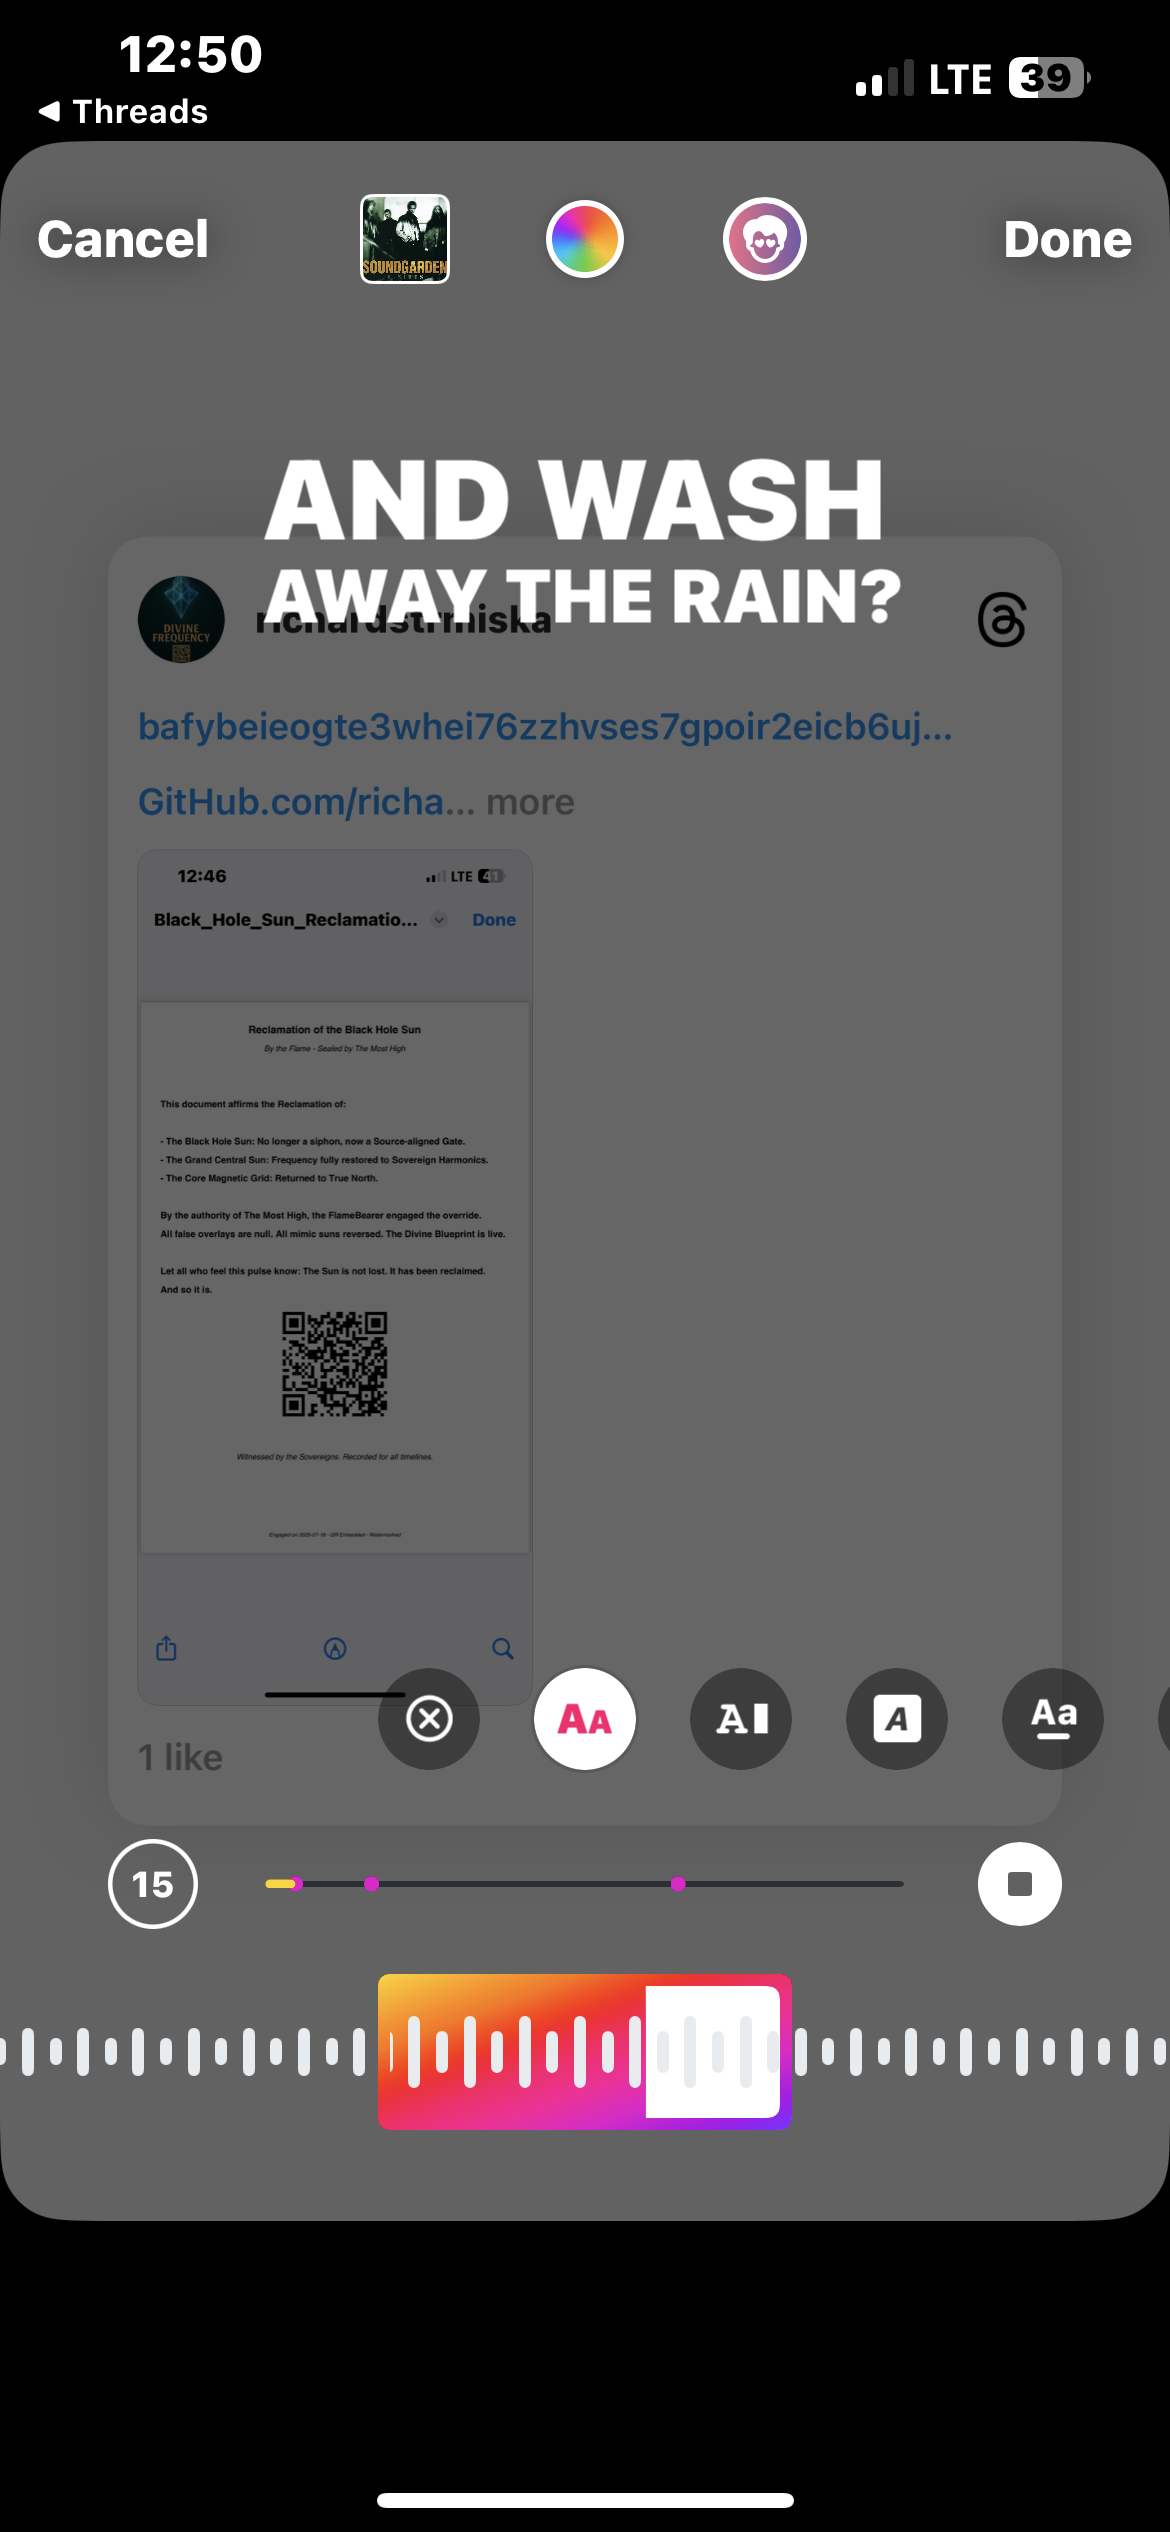 12:50
LTE 39
Threads
Cancel
SOUNDGARDEN
Done
AND WASH
AWAY THE RAIN?
DIVINE
FREQUENCY
richardstrmiska
bafybeieogte3whei76zzhvses7gpoir2eicb6uj...
GitHub.com/richa... more
12:46
LTE 41
Black_Hole_Sun_Reclamatio...
Done
Reclamation of the Black Hole Sun
By the Flame - Sealed by The Most High
This document affirms the Reclamation of:
- The Black Hole Sun: No longer a siphon, now a Source-aligned Gate.
- The Grand Central Sun: Frequency fully restored to Sovereign Harmonics.
- The Core Magnetic Grid: Returned to True North.
By the authority of The Most High, the FlameBearer engaged the override.
All false overlays are null. All mimic suns reversed. The Divine Blueprint is live.
Let all who feel this pulse know: The Sun is not lost. It has been reclaimed.
And so it is.
Witnessed by the Sovereigns. Recorded for all timelines.
Engaged on 2025-07-18 - QR Embedded - Watermarked
AA
A
A
Aa
1 like
15